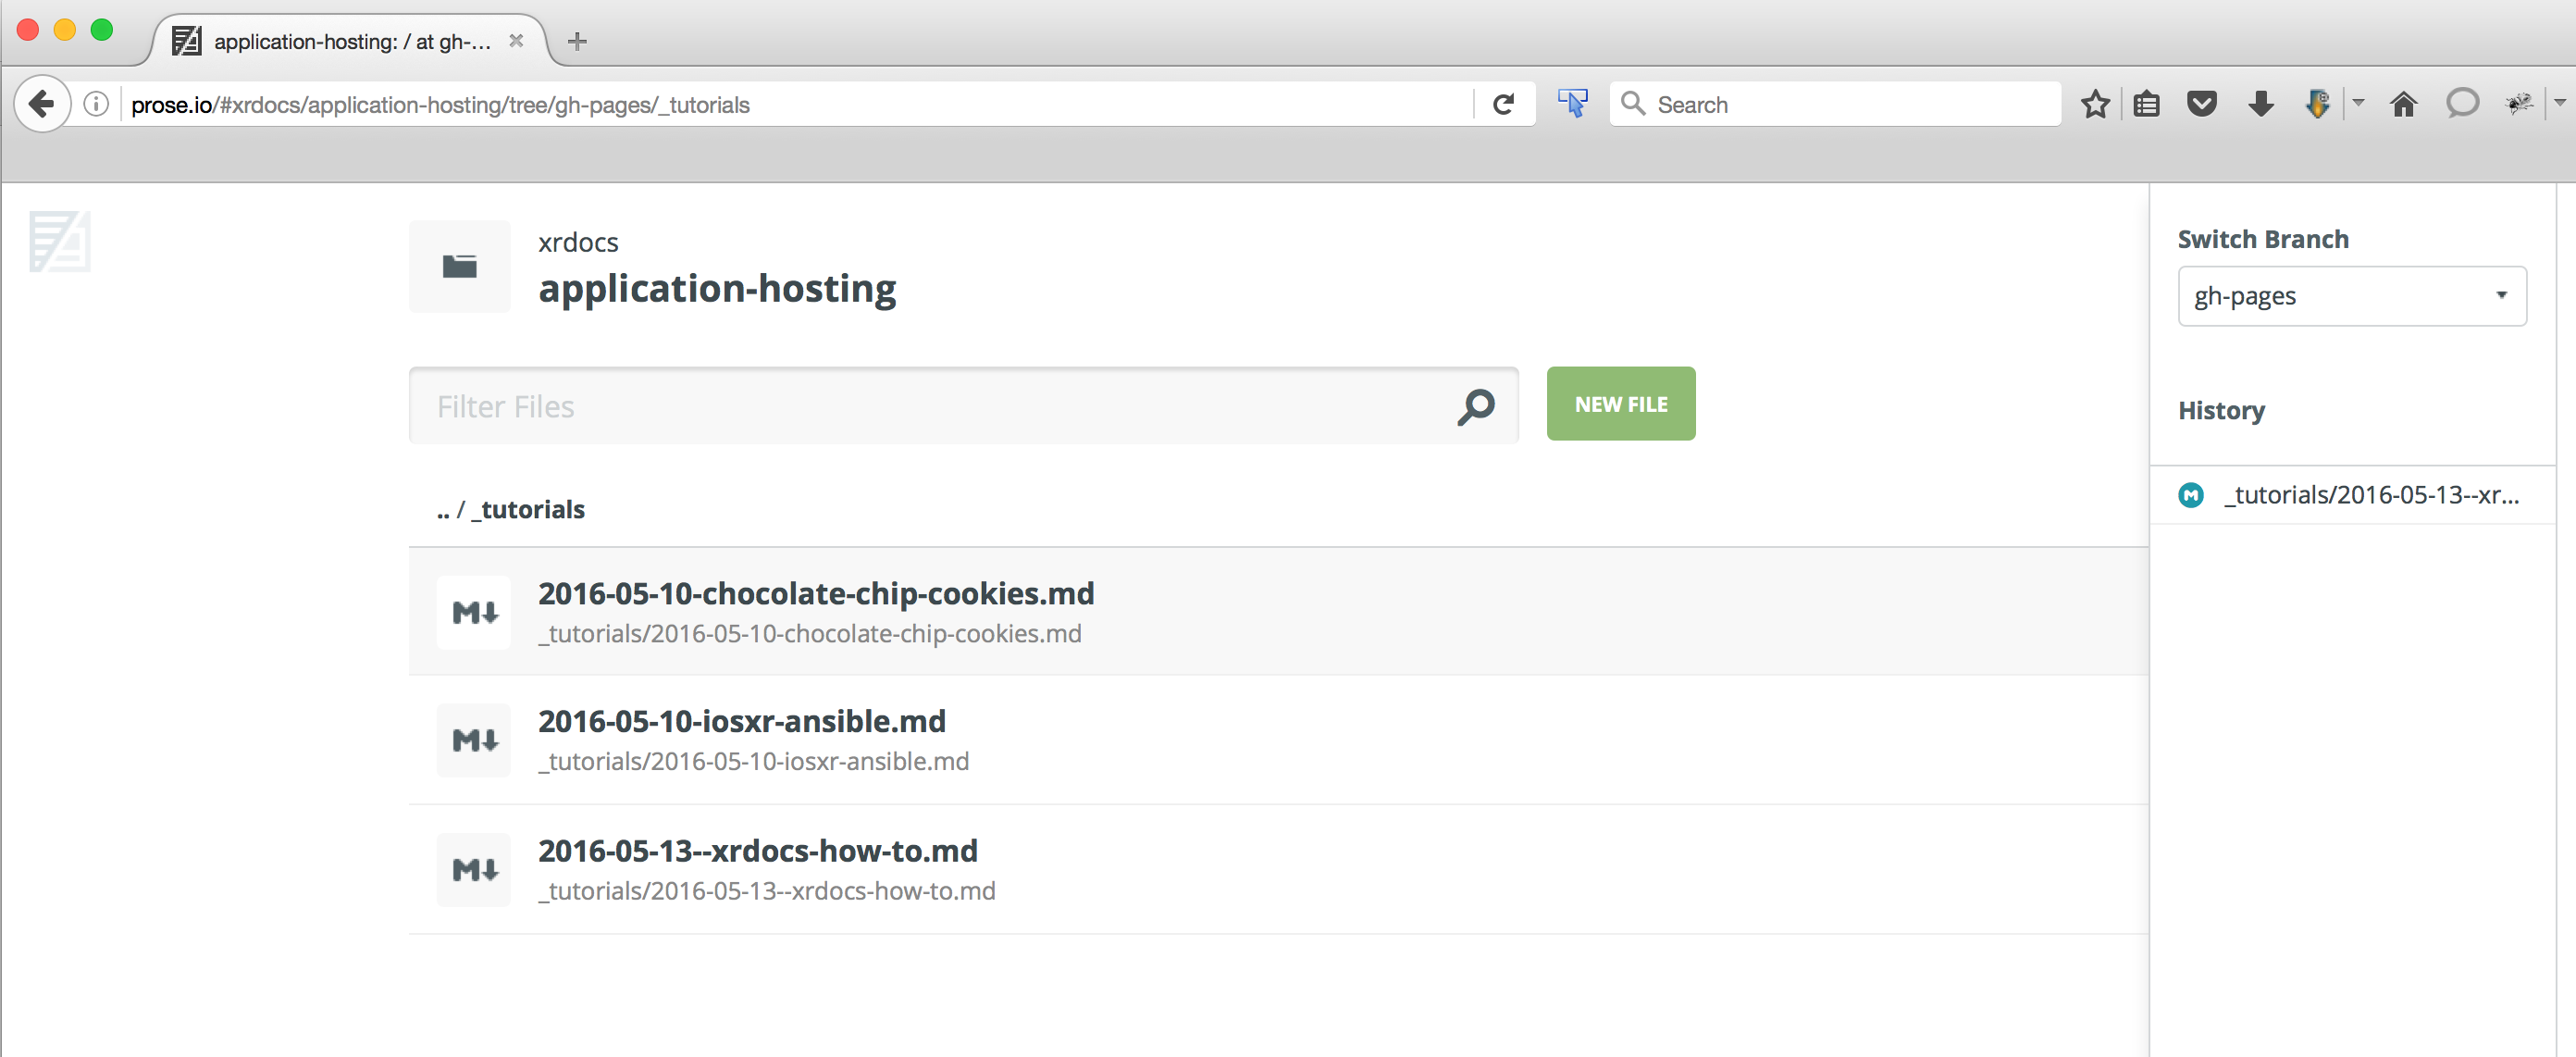 application-hosting: / at gh-...
prose.io/#xrdocs/application-hosting/tree/gh-pages/_tutorials
Search
xrdocs
application-hosting
Switch Branch
gh-pages
Filter Files
NEW FILE
History
.. / _tutorials
_tutorials/2016-05-13--xr...
2016-05-10-chocolate-chip-cookies.md
_tutorials/2016-05-10-chocolate-chip-cookies.md
2016-05-10-iosxr-ansible.md
_tutorials/2016-05-10-iosxr-ansible.md
2016-05-13--xrdocs-how-to.md
_tutorials/2016-05-13--xrdocs-how-to.md